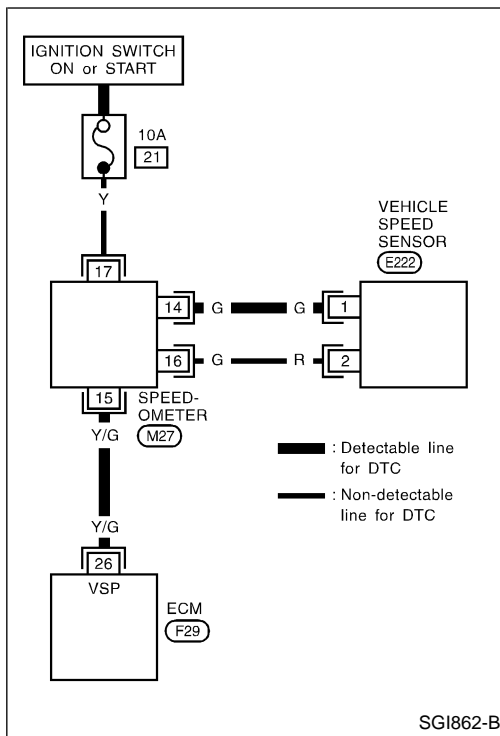 IGNITION SWITCH
ON or START
10A
21
Y
VEHICLE
SPEED
SENSOR
E222
17
14 G G 1
16 G R 2
15
SPEED-
OMETER
M27
Y/G
: Detectable line
for DTC
: Non-detectable
line for DTC
Y/G
26
VSP
ECM
F29
SGI862-B